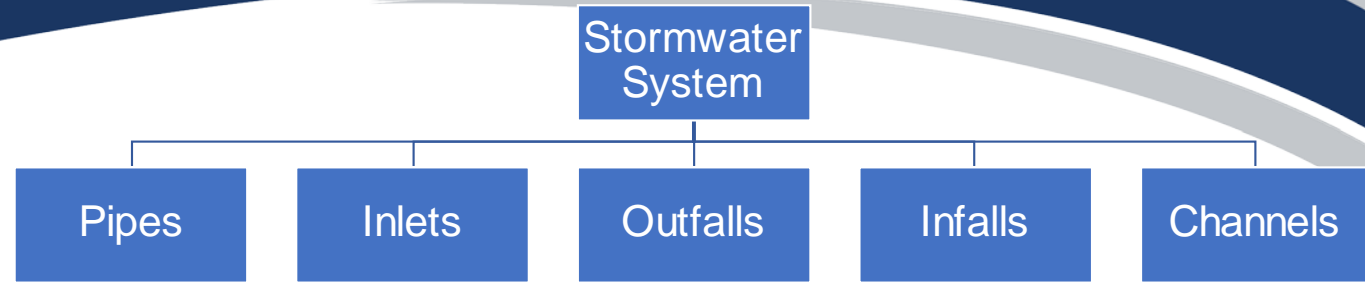 Stormwater
System
Pipes
Inlets
Outfalls
Infalls
Channels